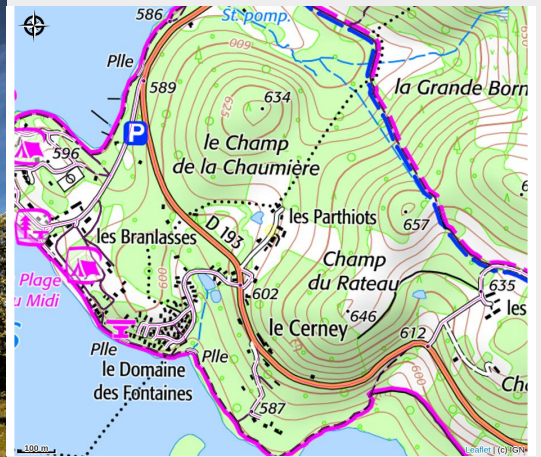 586
St. pomp.
Plle
589
600
625
634
la Grande Born
P
le Champ
de la Chaumière
596
D 193
les Parthiots
les Branlasses
657
600
Champ
du Rateau
Plage
u Midi
602
646
635
les
le Cerney
612
Plle
Plle
le Domaine
des Fontaines
600
Cho
587
100 m
Leaflet | (c) IGN